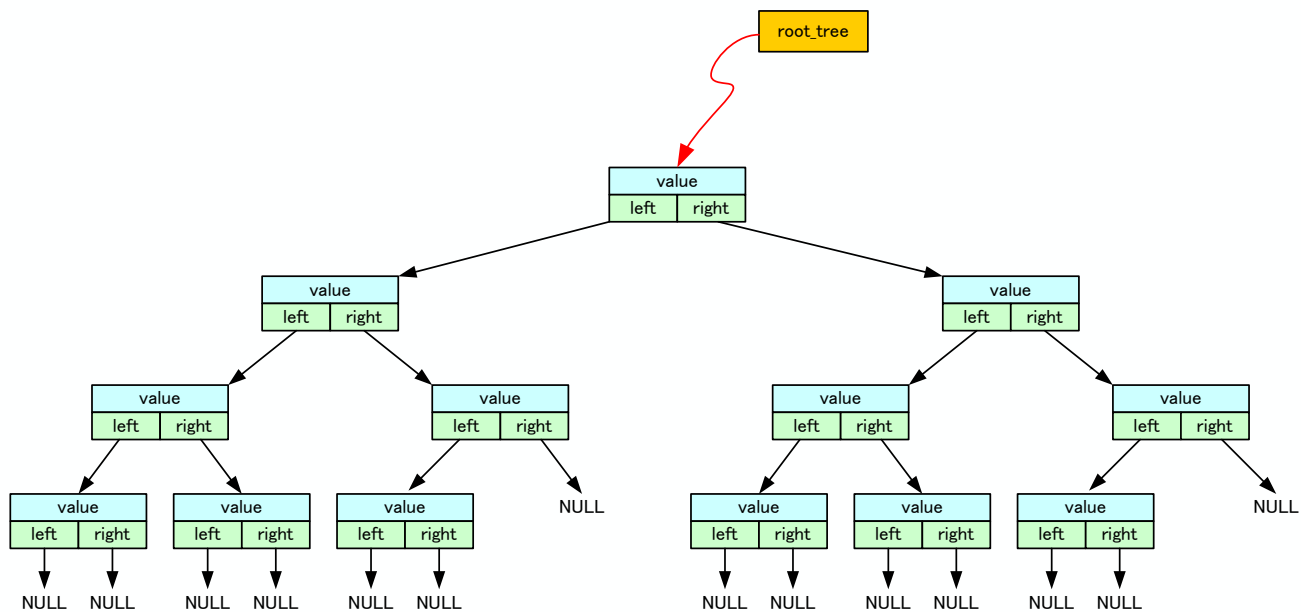 root_tree
value
left right
value value
left right left right
value value value value
left right left right left right left right
value value value NULL value value value NULL
left right left right left right left right left right left right
NULL NULL NULL NULL NULL NULL NULL NULL NULL NULL NULL NULL